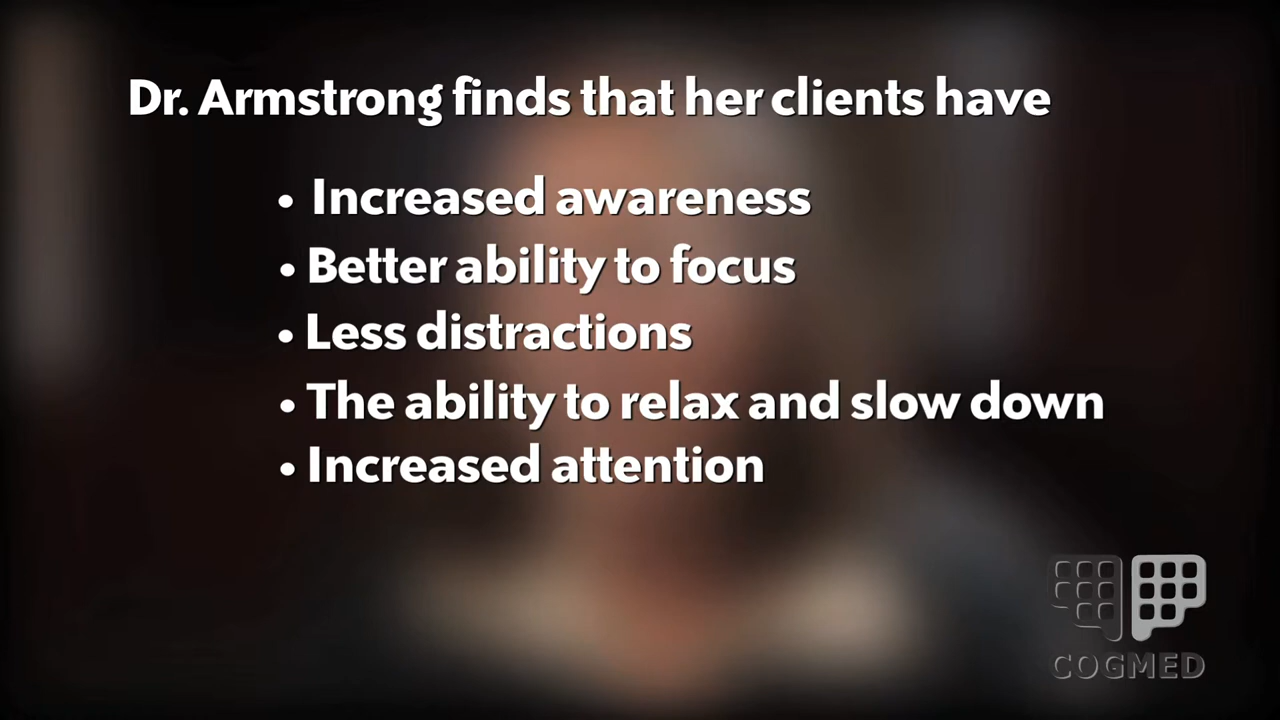 Dr. Armstrong finds that her clients have
• Increased awareness
• Better ability to focus
• Less distractions
• The ability to relax and slow down
• Increased attention
COGMED